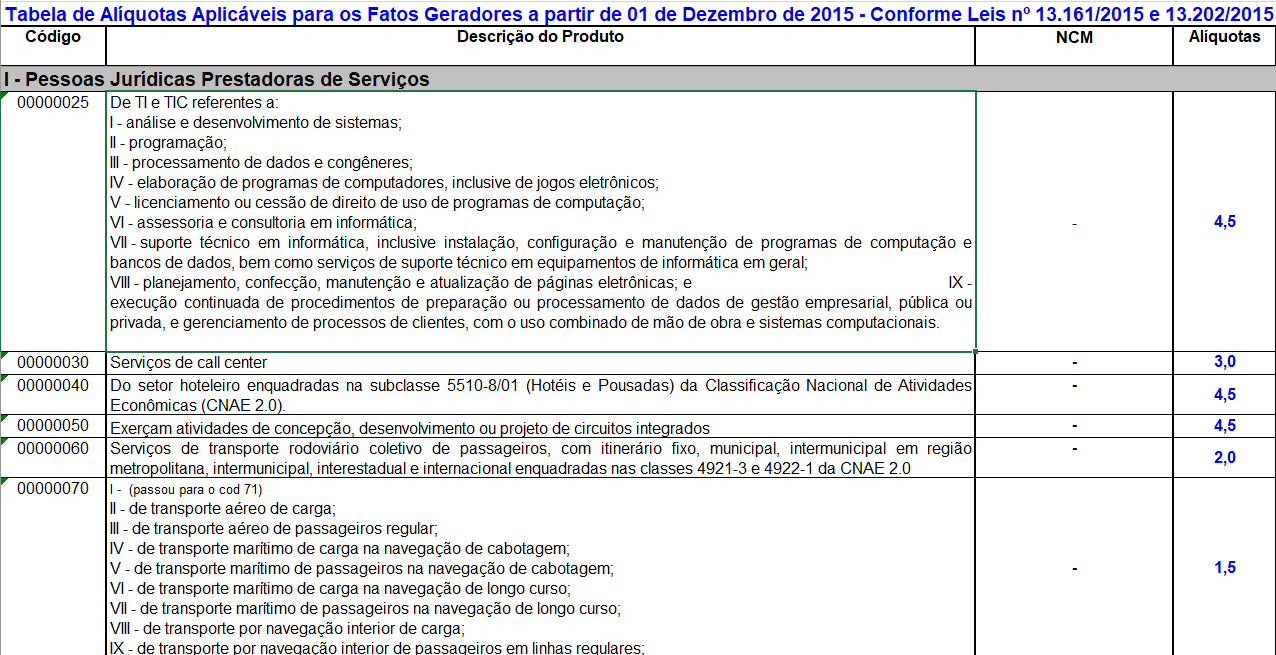 Tabela de Alíquotas Aplicáveis para os Fatos Geradores a partir de 01 de Dezembro de 2015 - Conforme Leis nº 13.161/2015 e 13.202/2015
Código Descrição do Produto NCM Alíquotas
I - Pessoas Jurídicas Prestadoras de Serviços
00000025 De TI e TIC referentes a:
I - análise e desenvolvimento de sistemas;
II - programação;
III - processamento de dados e congêneres;
IV - elaboração de programas de computadores, inclusive de jogos eletrônicos;
V - licenciamento ou cessão de direito de uso de programas de computação;
VI - assessoria e consultoria em informática;
- 4,5
VII - suporte técnico em informática, inclusive instalação, configuração e manutenção de programas de computação e
bancos de dados, bem como serviços de suporte técnico em equipamentos de informática em geral;
VIII - planejamento, confecção, manutenção e atualização de páginas eletrônicas; e IX -
execução continuada de procedimentos de preparação ou processamento de dados de gestão empresarial, pública ou
privada, e gerenciamento de processos de clientes, com o uso combinado de mão de obra e sistemas computacionais.
00000030 Serviços de call center - 3,0
00000040 Do setor hoteleiro enquadradas na subclasse 5510-8/01 (Hotéis e Pousadas) da Classificação Nacional de Atividades
Econômicas (CNAE 2.0).
- 4,5
00000050 Exerçam atividades de concepção, desenvolvimento ou projeto de circuitos integrados - 4,5
00000060 Serviços de transporte rodoviário coletivo de passageiros, com itinerário fixo, municipal, intermunicipal em região
metropolitana, intermunicipal, interestadual e internacional enquadradas nas classes 4921-3 e 4922-1 da CNAE 2.0
- 2,0
00000070 I - (passou para o cod 71)
II - de transporte aéreo de carga;
III - de transporte aéreo de passageiros regular;
IV - de transporte marítimo de carga na navegação de cabotagem;
V - de transporte marítimo de passageiros na navegação de cabotagem;
- 1,5
VI - de transporte marítimo de carga na navegação de longo curso;
VII - de transporte marítimo de passageiros na navegação de longo curso;
VIII - de transporte por navegação interior de carga;
IX - de transporte por navegação interior de passageiros em linhas regulares;